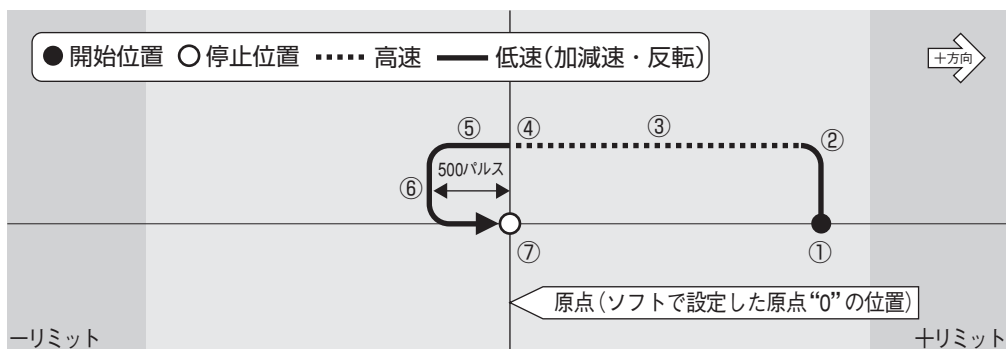 ●開始位置 ○停止位置 ・・・・・ 高速 ━━ 低速(加減速・反転)
+方向
⑤ ④ ③ ②
500パルス
⑥
⑦ ①
原点(ソフトで設定した原点“0”の位置)
−リミット +リミット